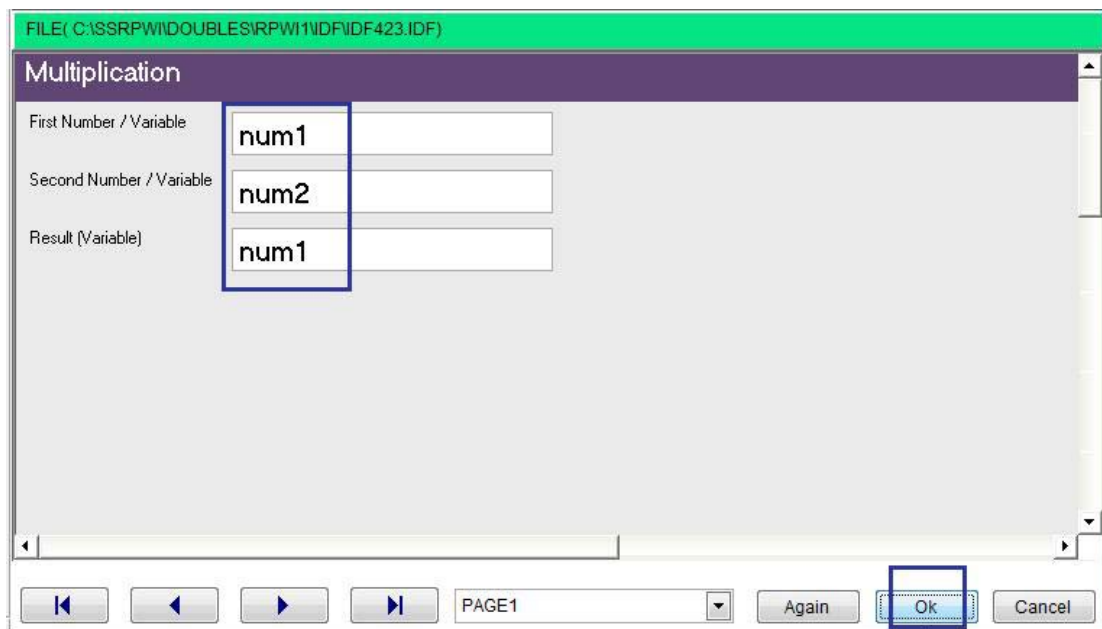 FILE( C:\SSRPWI\DOUBLES\RPWI1\IDF\IDF423.IDF)
Multiplication
First Number / Variable
num1
Second Number / Variable
num2
Result (Variable)
num1
PAGE1 Again Ok Cancel